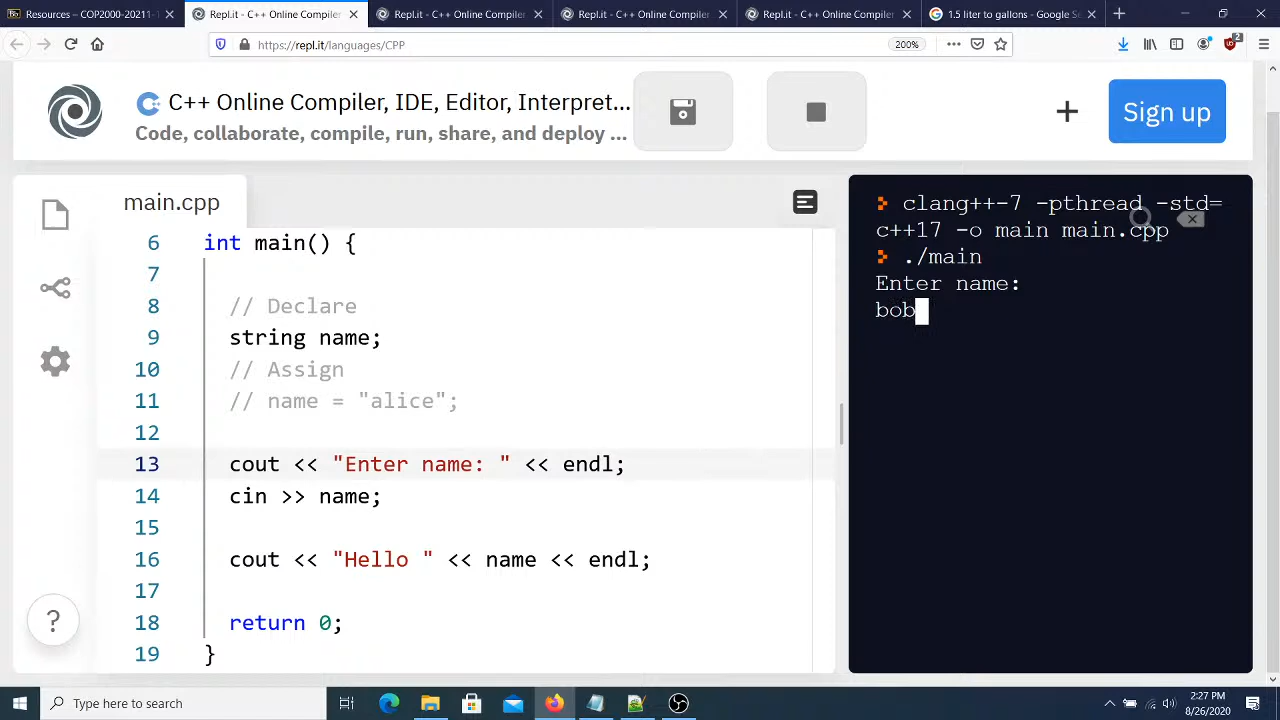 Resources – COP2000-20211-1
Repl.it - C++ Online Compiler,
Repl.it - C++ Online Compiler,
Repl.it - C++ Online Compiler,
Repl.it - C++ Online Compiler,
1.5 liter to gallons - Google Se
https://repl.it/languages/CPP
200%
2
C++ Online Compiler, IDE, Editor, Interpret...
Code, collaborate, compile, run, share, and deploy ...
Sign up
main.cpp
6 int main() {
7
8 // Declare
9 string name;
10 // Assign
11 // name = "alice";
12
13 cout << "Enter name: " << endl;
14 cin >> name;
15
16 cout << "Hello " << name << endl;
17
18 return 0;
19 }
?
clang++-7 -pthread -std=
c++17 -o main main.cpp
./main
Enter name:
bob
Type here to search
2:27 PM
8/26/2020